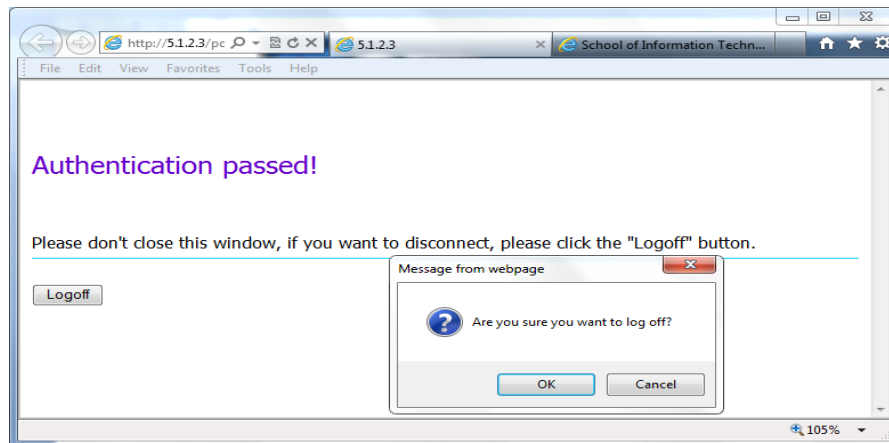 http://5.1.2.3/pc
5.1.2.3
School of Information Techn...
File Edit View Favorites Tools Help
Authentication passed!
Please don't close this window, if you want to disconnect, please click the "Logoff" button.
Message from webpage
Logoff
Are you sure you want to log off?
OK Cancel
105%